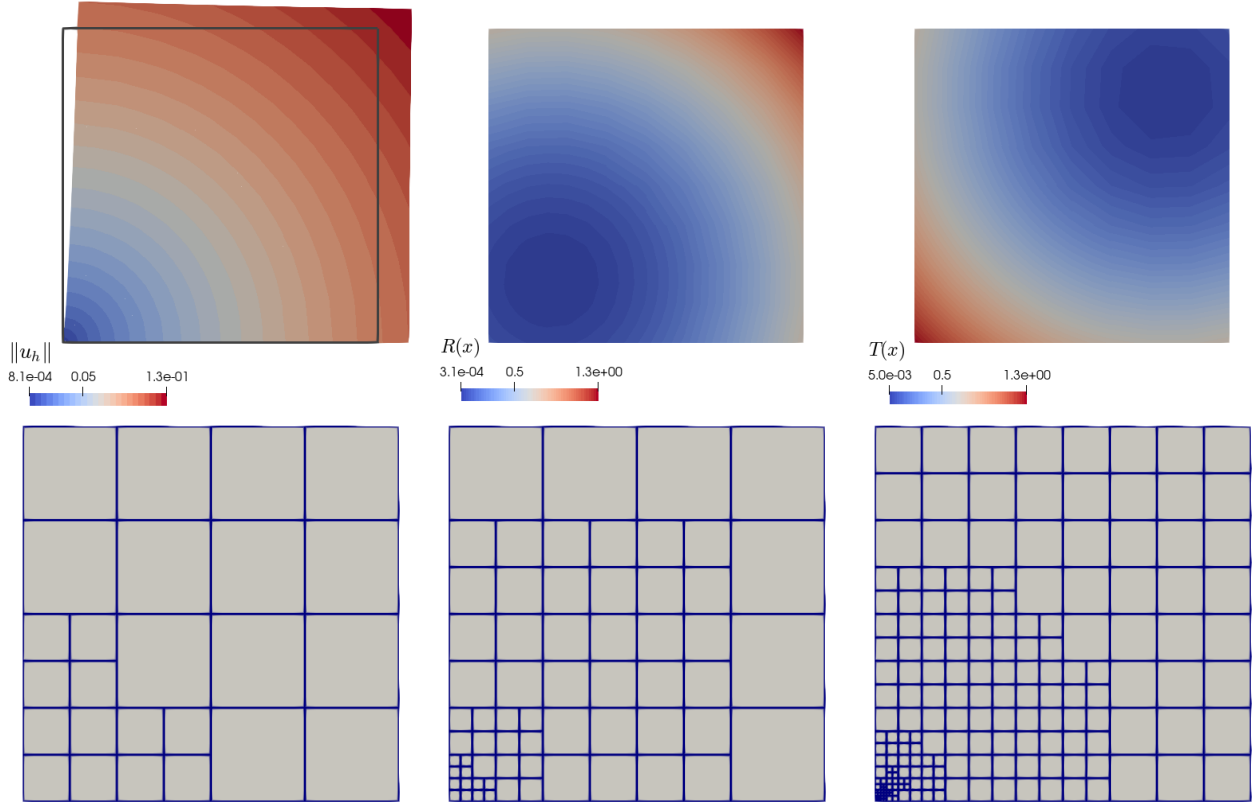 ‖u_h‖
8.1e-04 0.05 1.3e-01
R(x)
3.1e-04 0.5 1.3e+00
T(x)
5.0e-03 0.5 1.3e+00